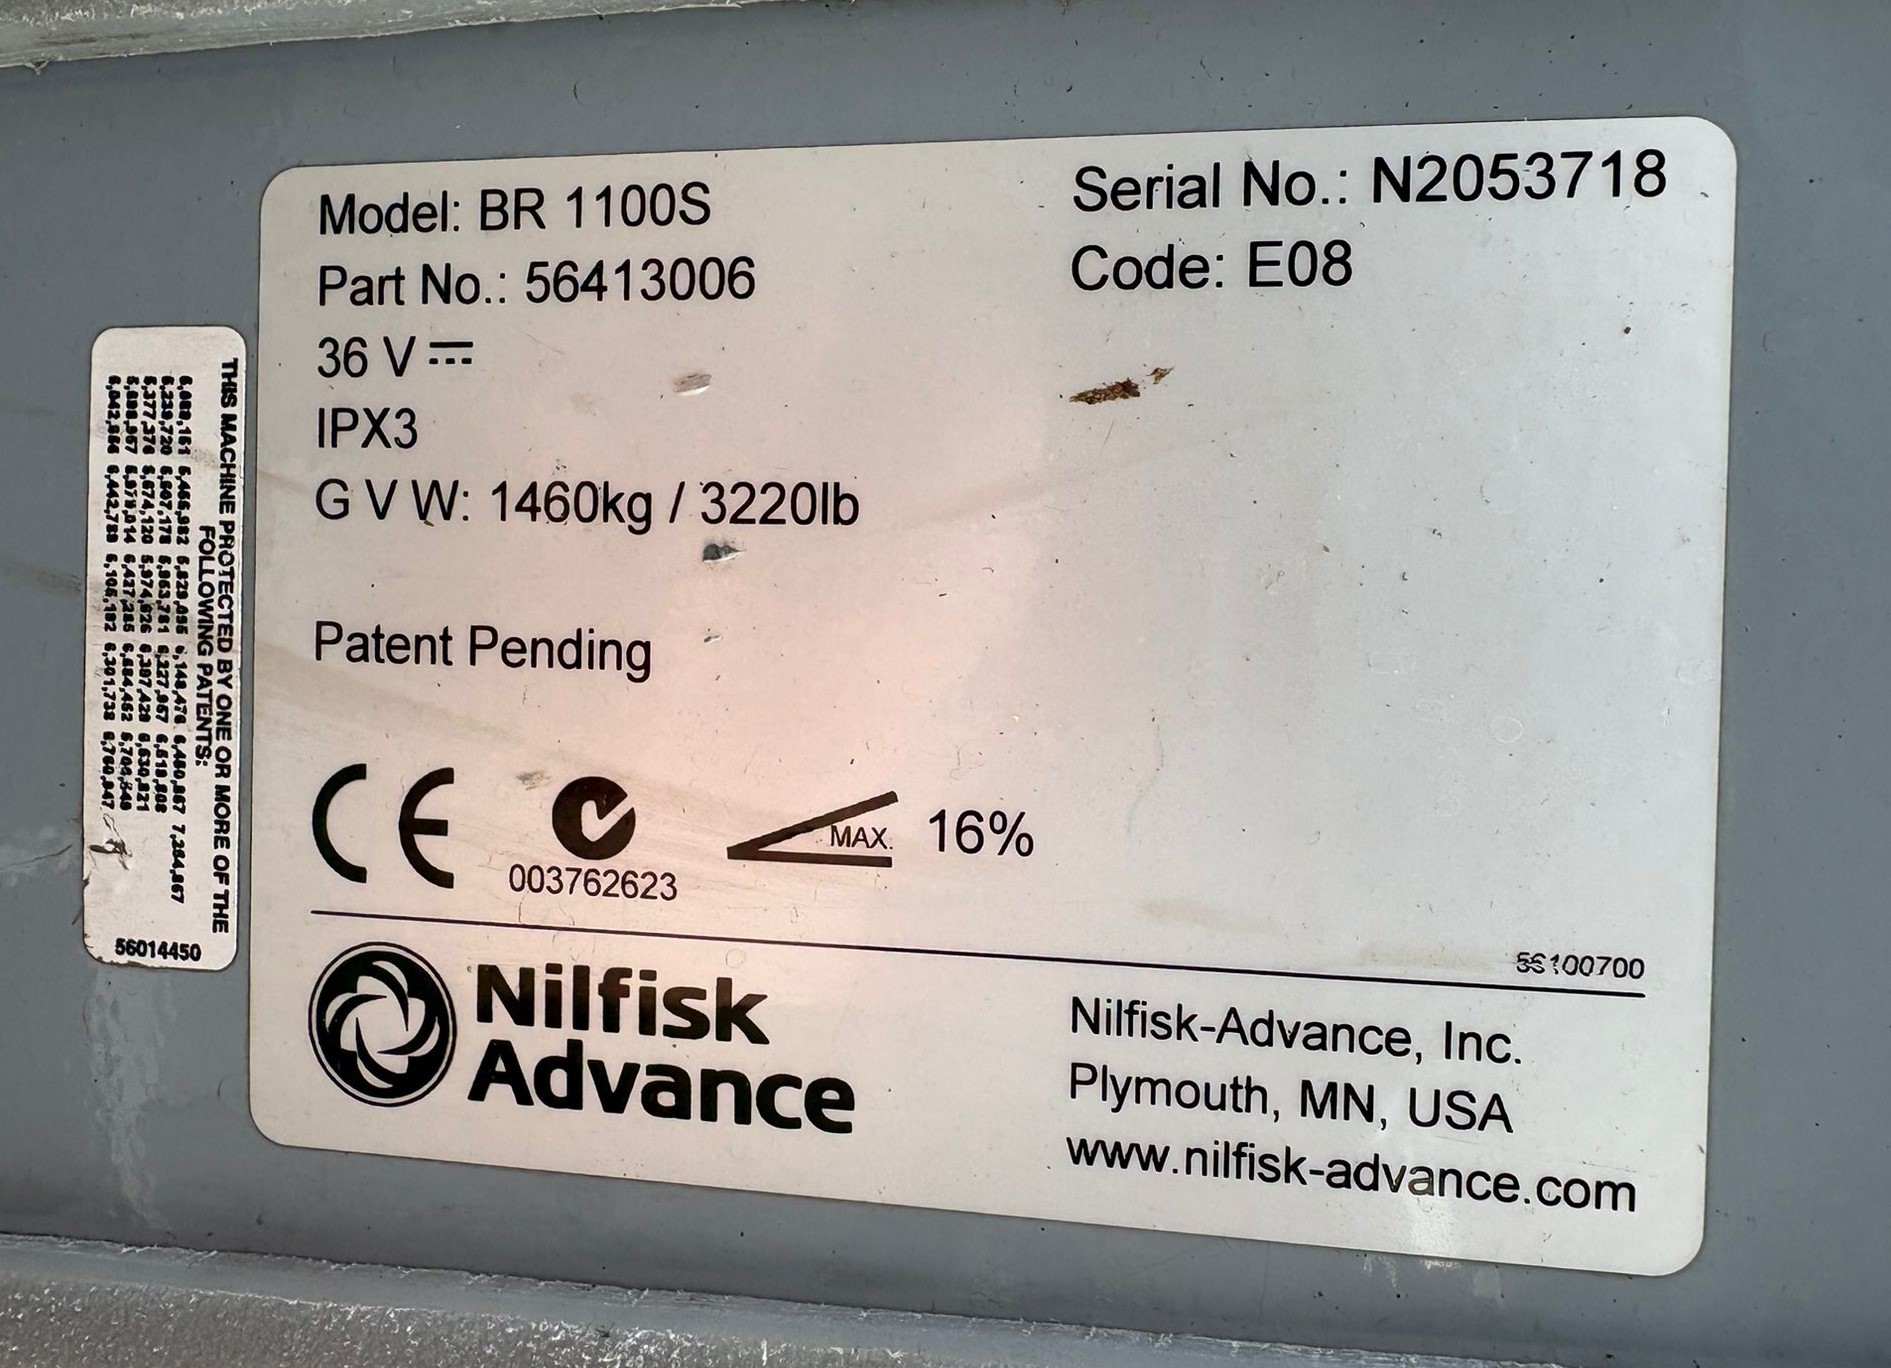 Model: BR 1100S
Part No.: 56413006
36 V
IPX3
G V W: 1460kg / 3220lb
Patent Pending
Serial No.: N2053718
Code: E08
CE
003762623
MAX. 16%
56100700
Nilfisk
Advance
Nilfisk-Advance, Inc.
Plymouth, MN, USA
www.nilfisk-advance.com
THIS MACHINE PROTECTED BY ONE OR MORE OF THE
FOLLOWING PATENTS:
56014450